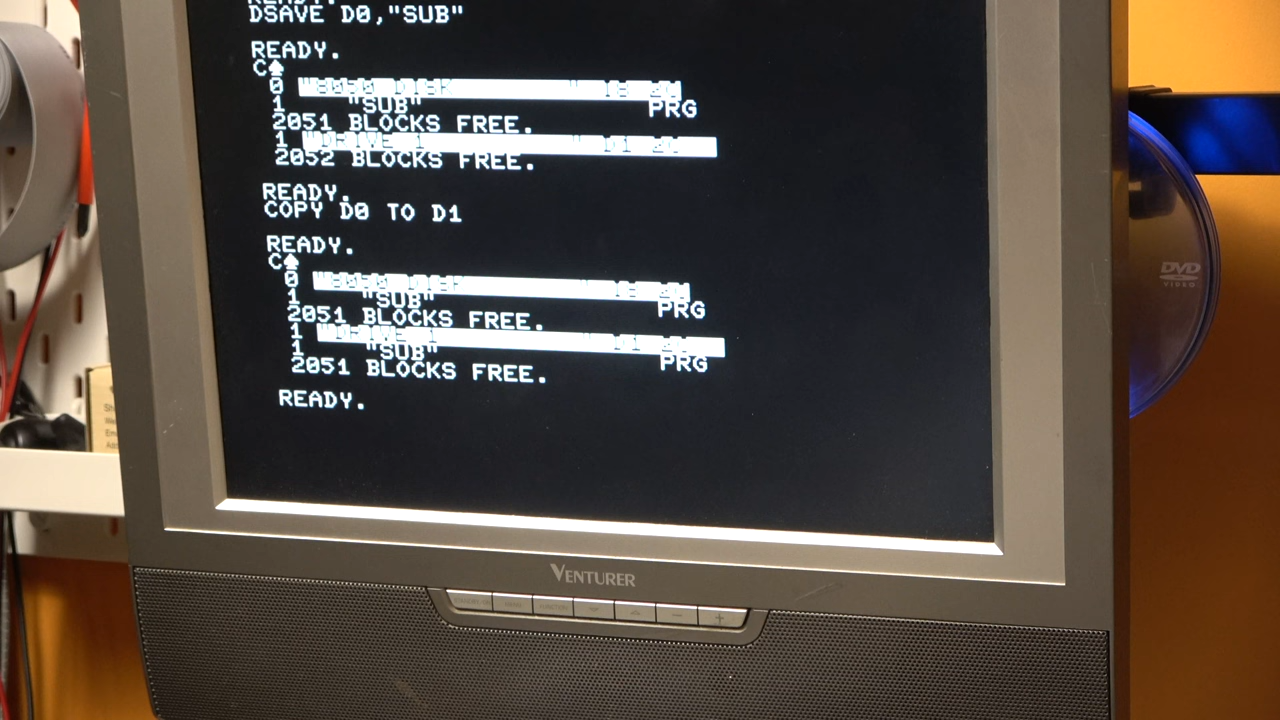 READY.
DSAVE D0,"SUB"
READY.
C
0
1 "SUB" PRG
2051 BLOCKS FREE.
1
2052 BLOCKS FREE.
READY.
COPY D0 TO D1
READY.
C
0
1 "SUB" PRG
2051 BLOCKS FREE.
1
1 "SUB" PRG
2051 BLOCKS FREE.
READY.
VENTURER
DVD
VIDEO